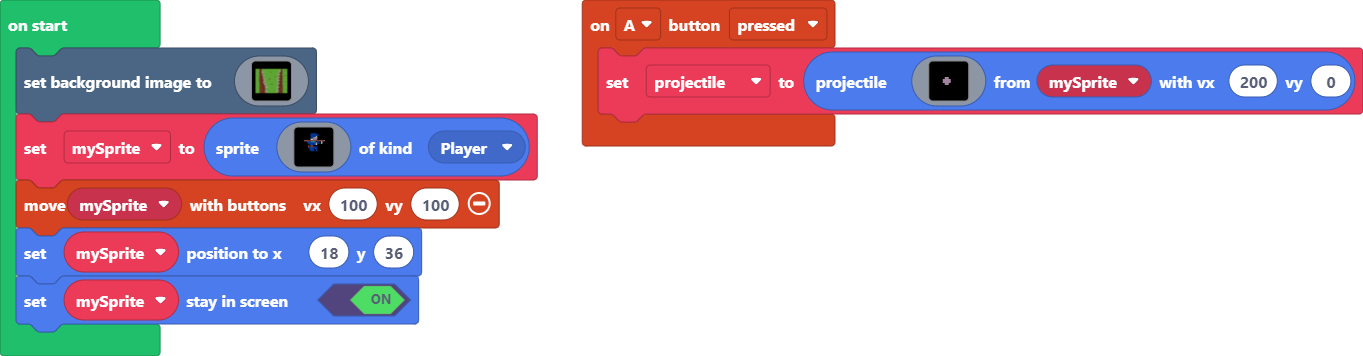 on start
set background image to
set mySprite to sprite of kind Player
move mySprite with buttons vx 100 vy 100
set mySprite position to x 18 y 36
set mySprite stay in screen ON
on A button pressed
set projectile to projectile from mySprite with vx 200 vy 0